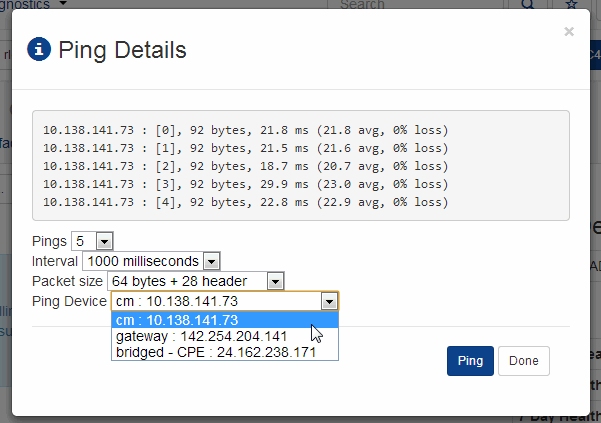 gnostics
Search
×
Ping Details
10.138.141.73 : [0], 92 bytes, 21.8 ms (21.8 avg, 0% loss)
10.138.141.73 : [1], 92 bytes, 21.5 ms (21.6 avg, 0% loss)
10.138.141.73 : [2], 92 bytes, 18.7 ms (20.7 avg, 0% loss)
10.138.141.73 : [3], 92 bytes, 29.9 ms (23.0 avg, 0% loss)
10.138.141.73 : [4], 92 bytes, 22.8 ms (22.9 avg, 0% loss)
Pings 5
Interval 1000 milliseconds
Packet size 64 bytes + 28 header
Ping Device cm : 10.138.141.73
cm : 10.138.141.73
gateway : 142.254.204.141
bridged - CPE : 24.162.238.171
Ping Done
7 Day Health